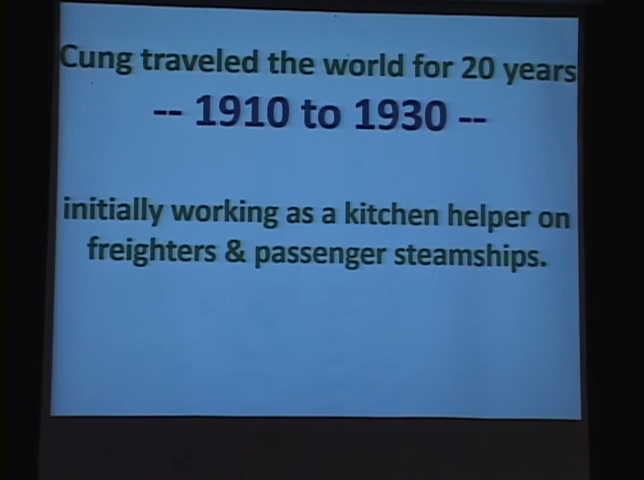 Cung traveled the world for 20 years
-- 1910 to 1930 --
initially working as a kitchen helper on
freighters & passenger steamships.